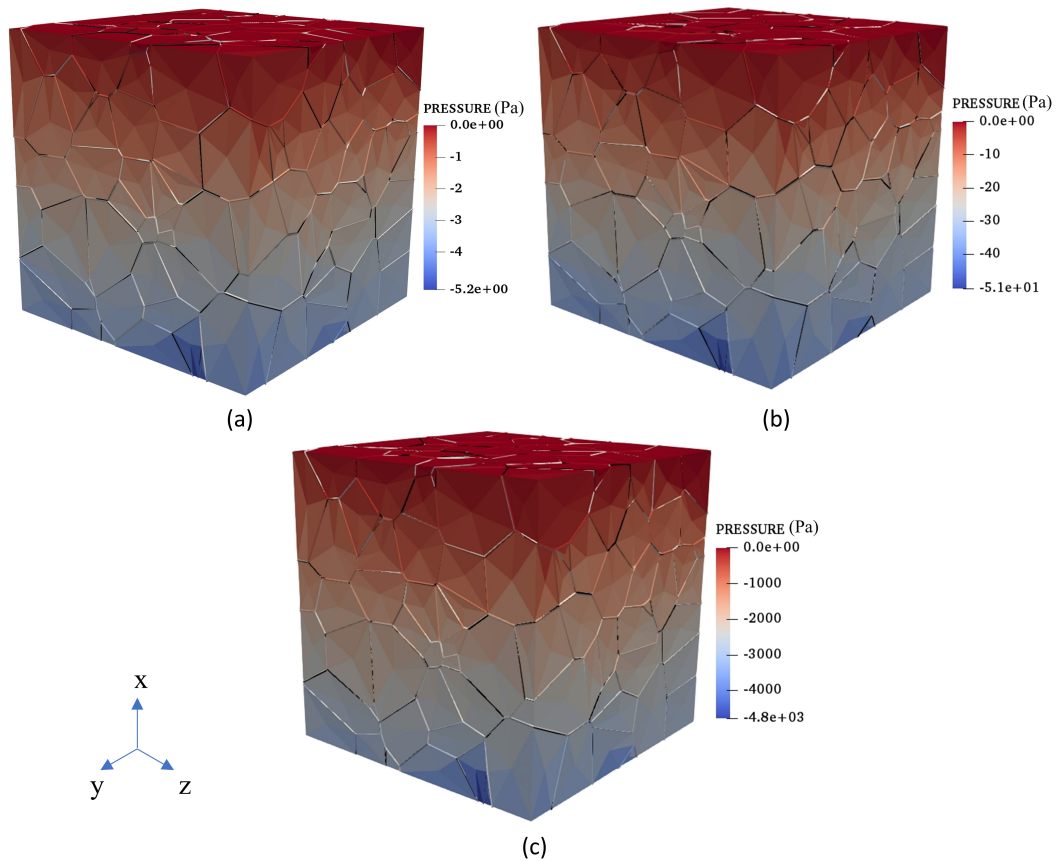 PRESSURE (Pa)
0.0e+00
-1
-2
-3
-4
-5.2e+00
(a)
PRESSURE (Pa)
0.0e+00
-10
-20
-30
-40
-5.1e+01
(b)
PRESSURE (Pa)
0.0e+00
-1000
-2000
-3000
-4000
-4.8e+03
x
y z
(c)